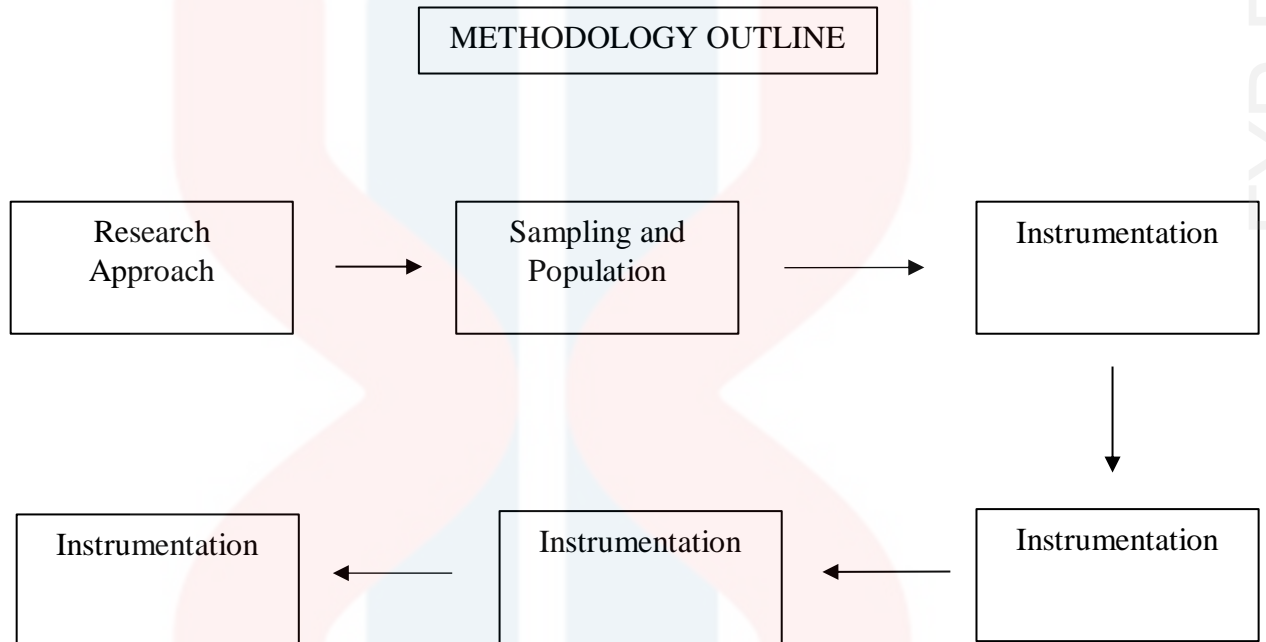 METHODOLOGY OUTLINE
Research
Approach
Sampling and
Population
Instrumentation
Instrumentation
Instrumentation
Instrumentation